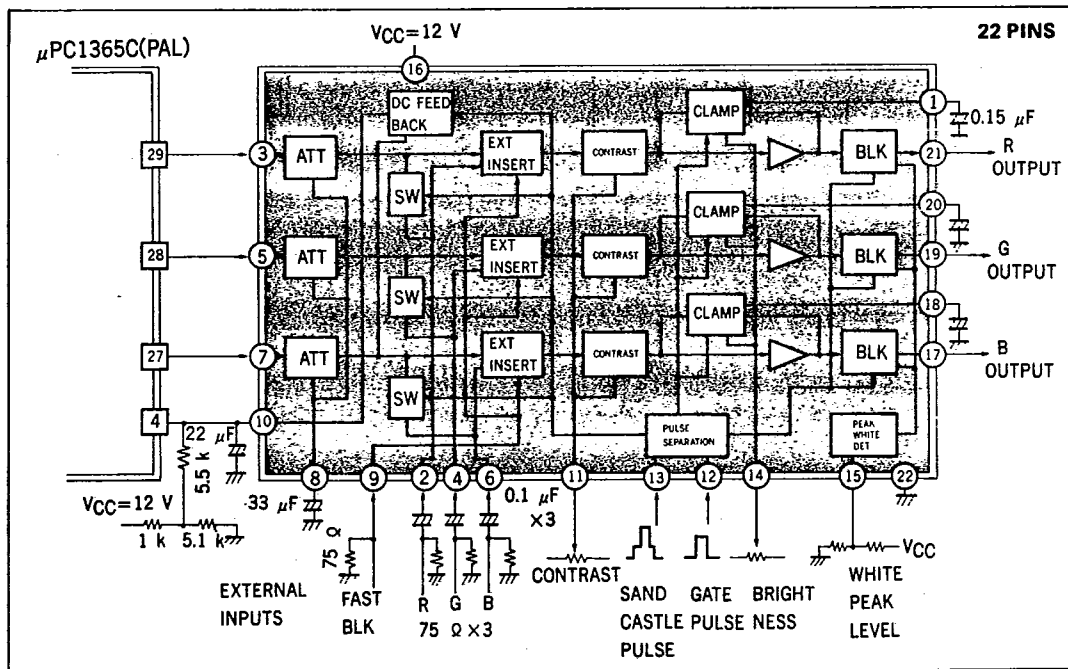 VCC=12 V
22 PINS
μPC1365C(PAL)
16
DC FEED
BACK
CLAMP
1
0.15 μF
29
3
ATT
EXT
INSERT
CONTRAST
BLK
21
R
OUTPUT
SW
CLAMP
20
28
5
ATT
EXT
INSERT
CONTRAST
BLK
19
G
OUTPUT
SW
CLAMP
18
27
7
ATT
EXT
INSERT
CONTRAST
BLK
17
B
OUTPUT
SW
4
10
PULSE
SEPARATION
PEAK
WHITE
DET
22 μF
5.5 k
8
9
2
4
6
11
13
12
14
15
22
33 μF
0.1 μF
×3
VCC=12 V
1 k
5.1 k
75 Ω
VCC
EXTERNAL
INPUTS
FAST
BLK
R
G
B
75 Ω ×3
CONTRAST
SAND
CASTLE
PULSE
GATE
PULSE
BRIGHT
NESS
WHITE
PEAK
LEVEL